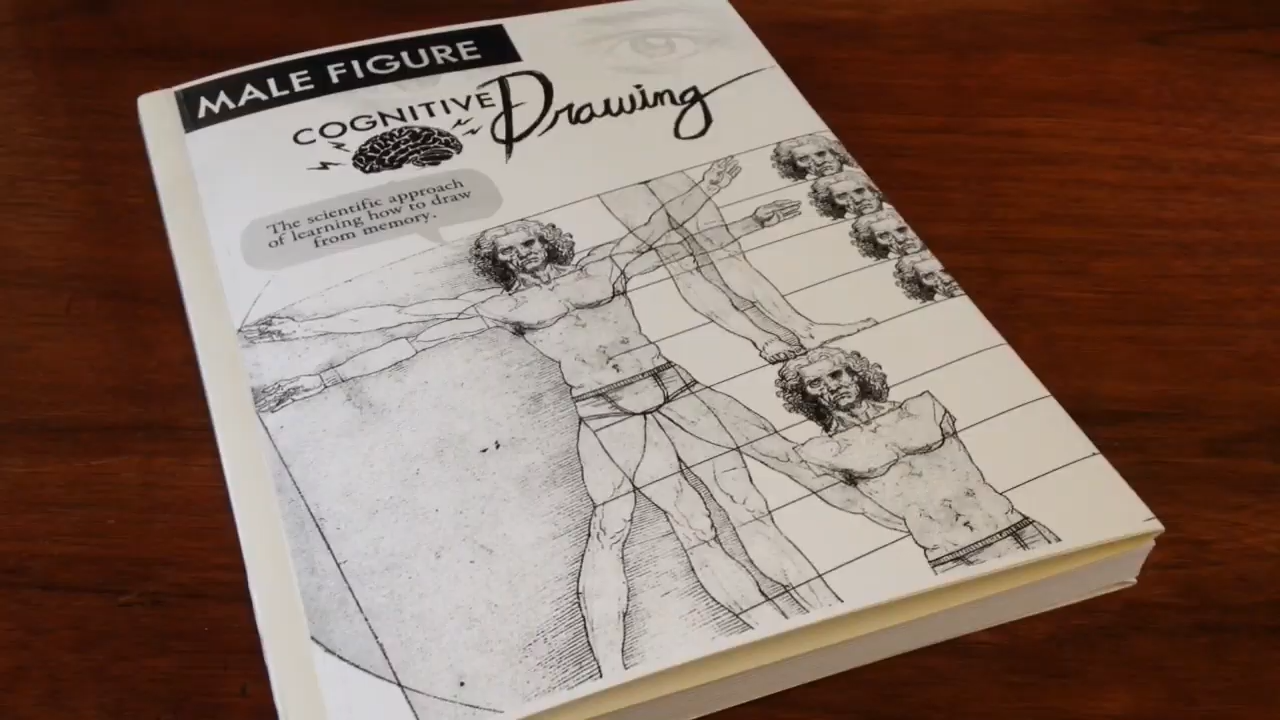 MALE FIGURE
COGNITIVE Drawing
The scientific approach
of learning how to draw
from memory.